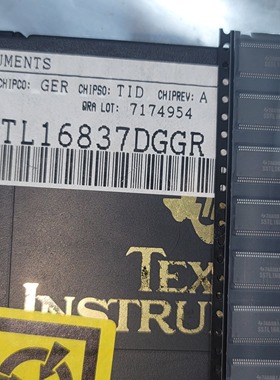 UMENTS
CHIPCO: GER CHIPSO: TID CHIPREV: A
QRA LOT: 7174954
TL16837DGGR
TEX
INSTRU